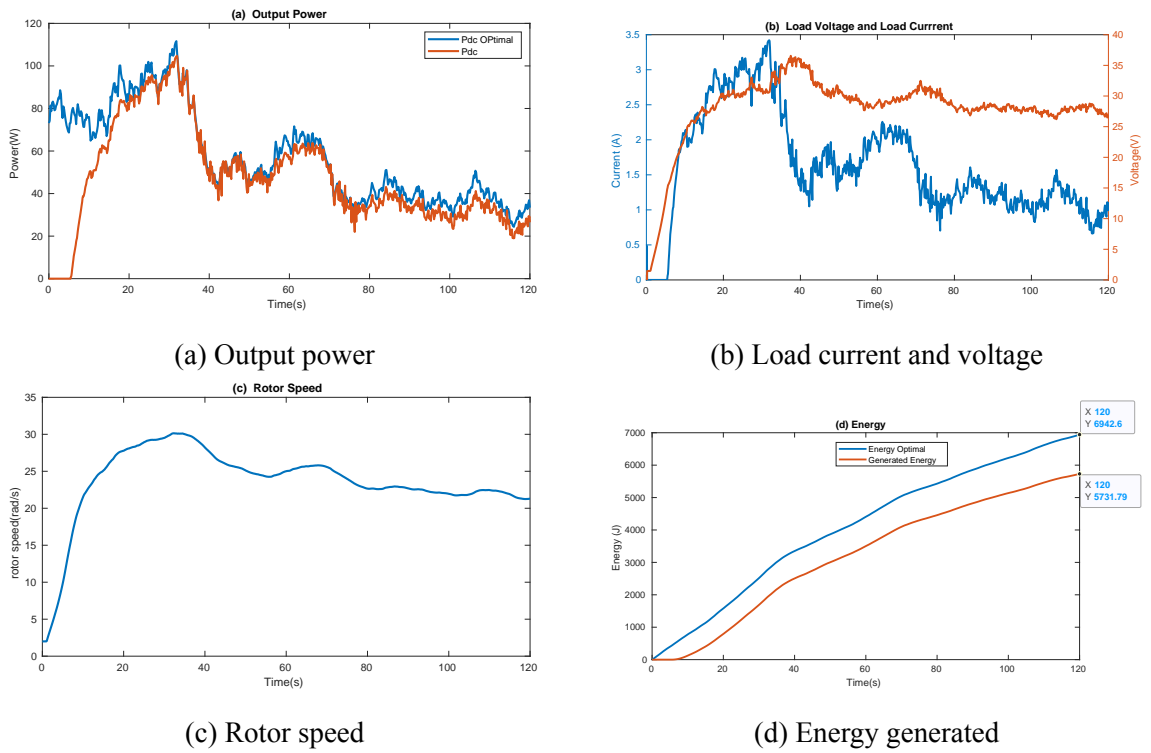 (a) Output Power
120
100
80
60
40
20
0
Power(W)
Pdc OPtimal
Pdc
0 20 40 60 80 100 120
Time(s)
(a) Output power
(b) Load Voltage and Load Currrent
3.5
3
2.5
2
1.5
1
0.5
0
Current (A)
40
35
30
25
20
15
10
5
0
Voltage(V)
0 20 40 60 80 100 120
Time(s)
(b) Load current and voltage
(c) Rotor Speed
35
30
25
20
15
10
5
0
rotor speed(rad/s)
0 20 40 60 80 100 120
Time(s)
(c) Rotor speed
(d) Energy
7000
6000
5000
4000
3000
2000
1000
0
Energy (J)
Energy Optimal
Generated Energy
X 120
Y 6942.6
X 120
Y 5731.79
0 20 40 60 80 100 120
Time(s)
(d) Energy generated